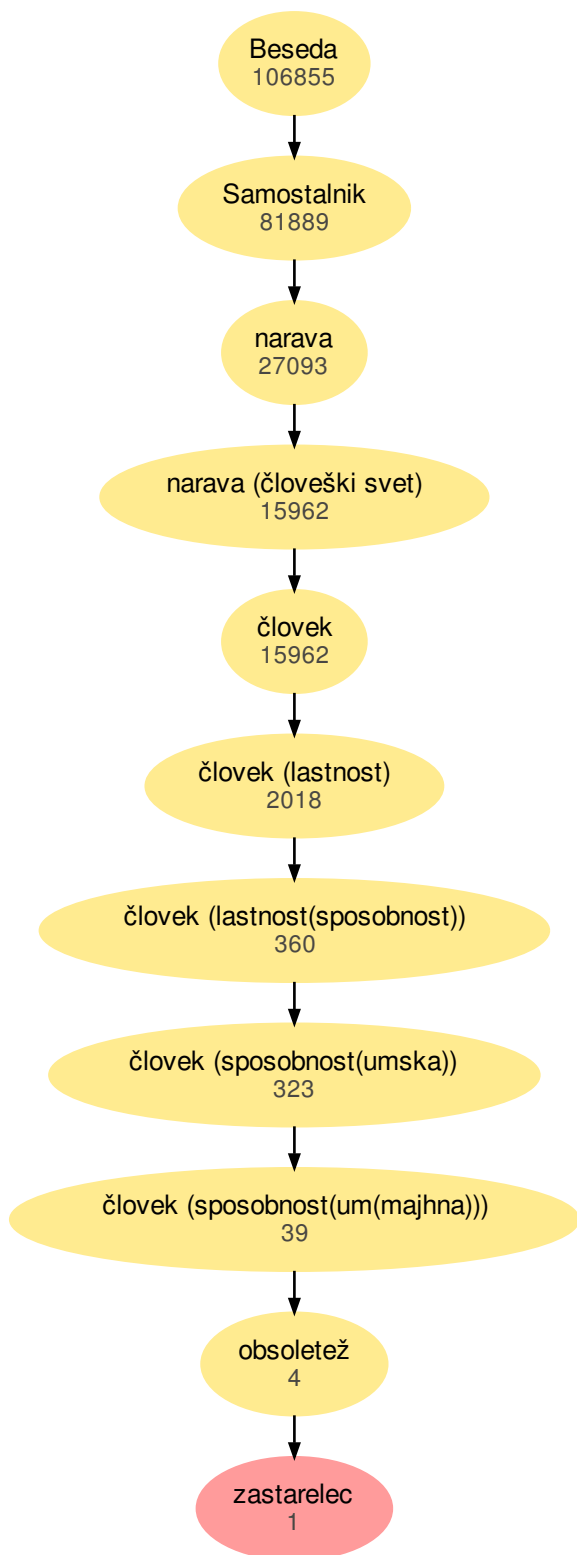 Beseda
106855
Samostalnik
81889
narava
27093
narava (človeški svet)
15962
človek
15962
človek (lastnost)
2018
človek (lastnost(sposobnost))
360
človek (sposobnost(umska))
323
človek (sposobnost(um(majhna)))
39
obsoletež
4
zastarelec
1